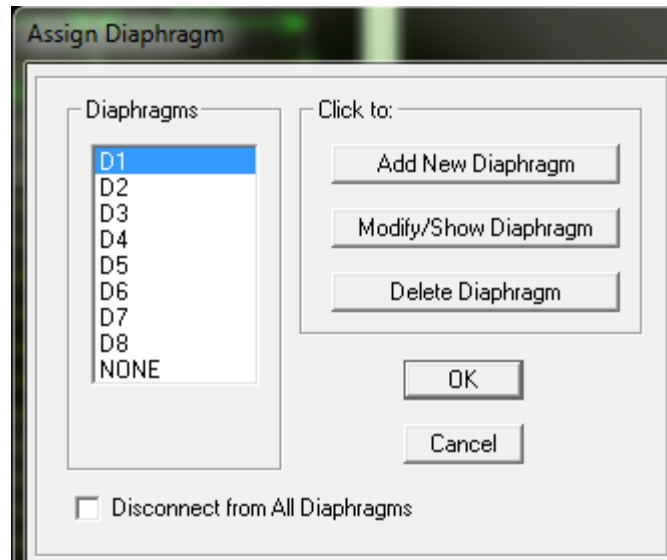 Assign Diaphragm
Diaphragms
D1
D2
D3
D4
D5
D6
D7
D8
NONE
Click to:
Add New Diaphragm
Modify/Show Diaphragm
Delete Diaphragm
OK
Cancel
Disconnect from All Diaphragms